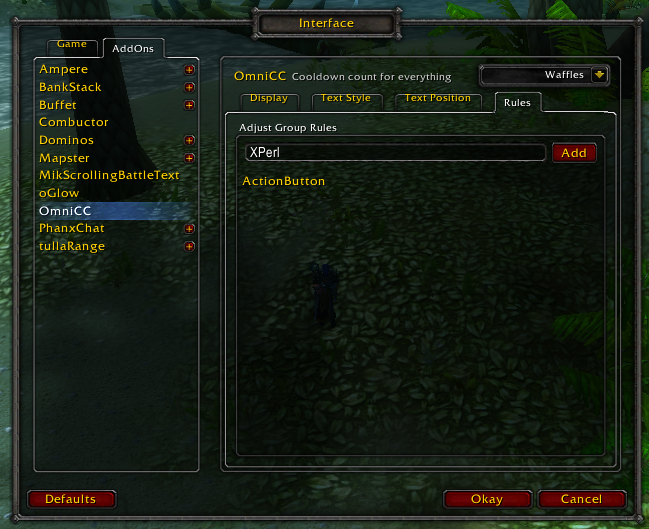 Interface
Game
AddOns
Ampere
BankStack
Buffet
Combuctor
Dominos
Mapster
MikScrollingBattleText
oGlow
OmniCC
PhanxChat
tullaRange
OmniCC Cooldown count for everything
Waffles
Display
Text Style
Text Position
Rules
Adjust Group Rules
XPerl
Add
ActionButton
Defaults
Okay
Cancel